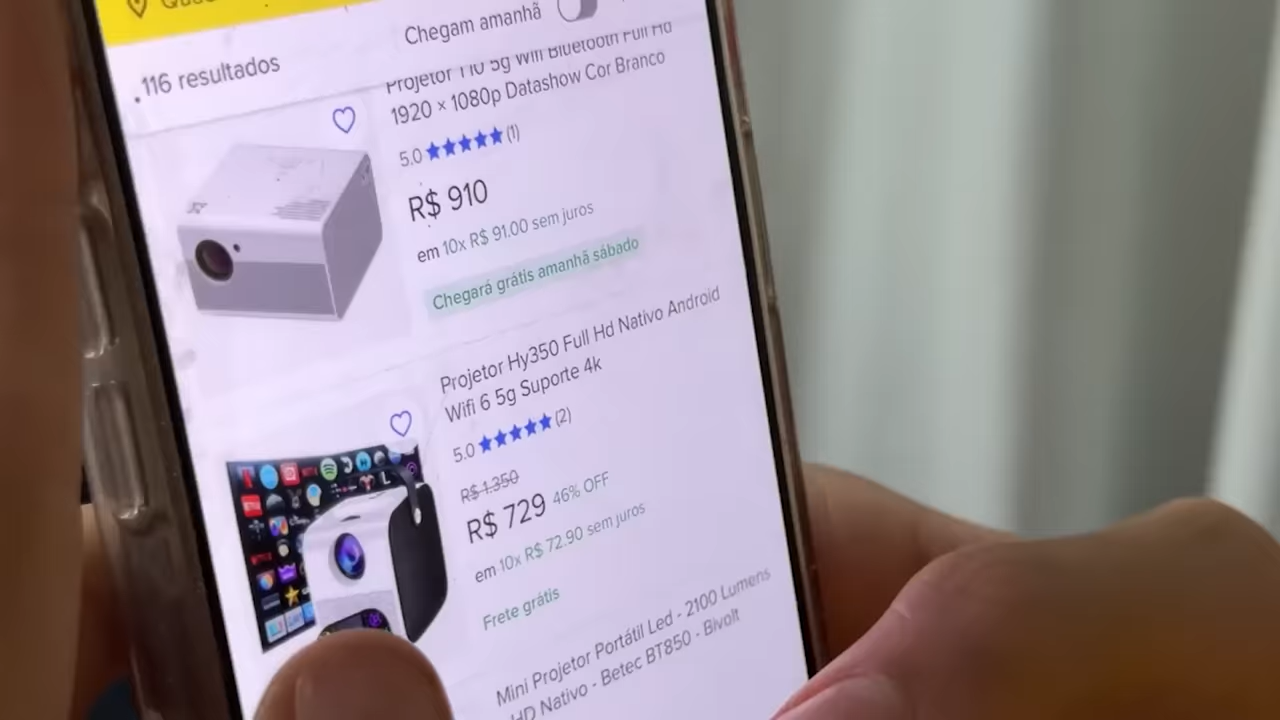 Chegam amanhã
.116 resultados
Projetor T10 5g Wifi Bluetooth Full Hd
1920 × 1080p Datashow Cor Branco
5.0 ★★★★★ (1)
R$ 910
em 10x R$ 91.00 sem juros
Chegará grátis amanhã sábado
Projetor Hy350 Full Hd Nativo Android
Wifi 6 5g Suporte 4k
5.0 ★★★★★ (2)
R$ 1.350
R$ 729 46% OFF
em 10x R$ 72.90 sem juros
Frete grátis
Mini Projetor Portátil Led - 2100 Lumens
HD Nativo - Betec BT850 - Bivolt